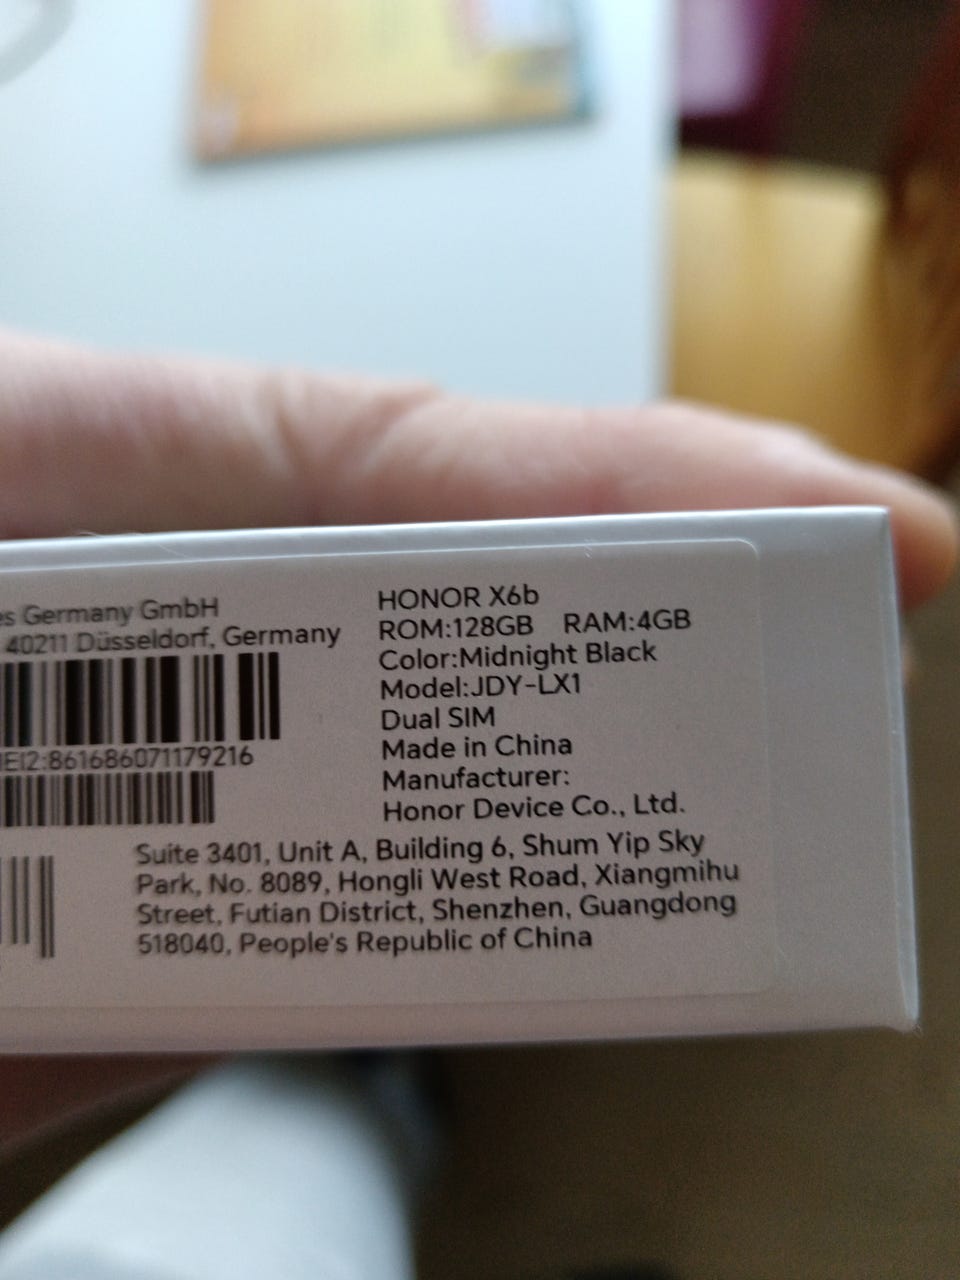 es Germany GmbH
40211 Düsseldorf, Germany
IEI2:861686071179216
HONOR X6b
ROM:128GB RAM:4GB
Color:Midnight Black
Model:JDY-LX1
Dual SIM
Made in China
Manufacturer:
Honor Device Co., Ltd.
Suite 3401, Unit A, Building 6, Shum Yip Sky
Park, No. 8089, Hongli West Road, Xiangmihu
Street, Futian District, Shenzhen, Guangdong
518040, People's Republic of China